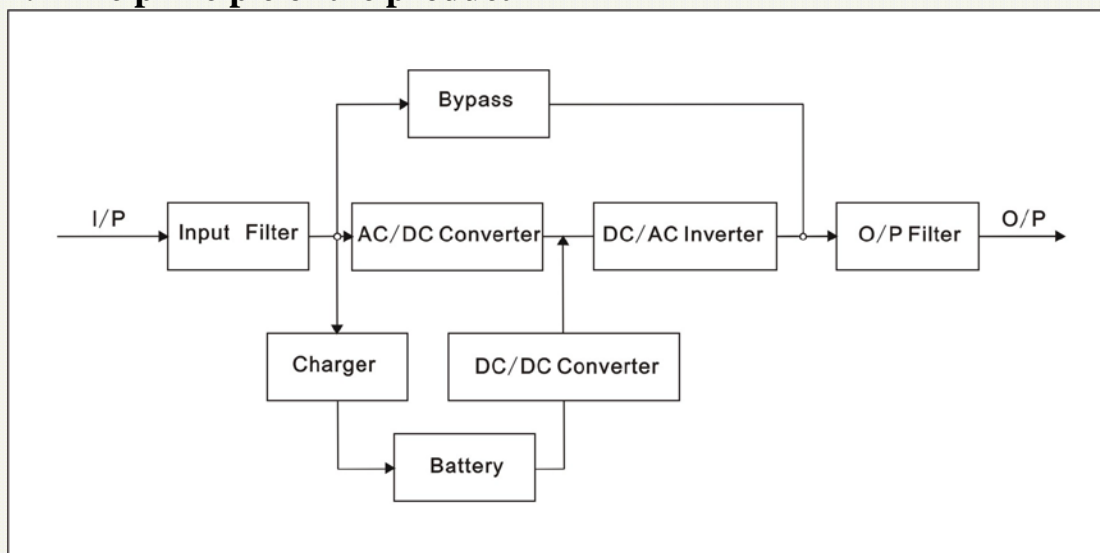 Bypass
I/P
Input Filter
AC/DC Converter
DC/AC Inverter
O/P Filter
O/P
Charger
DC/DC Converter
Battery